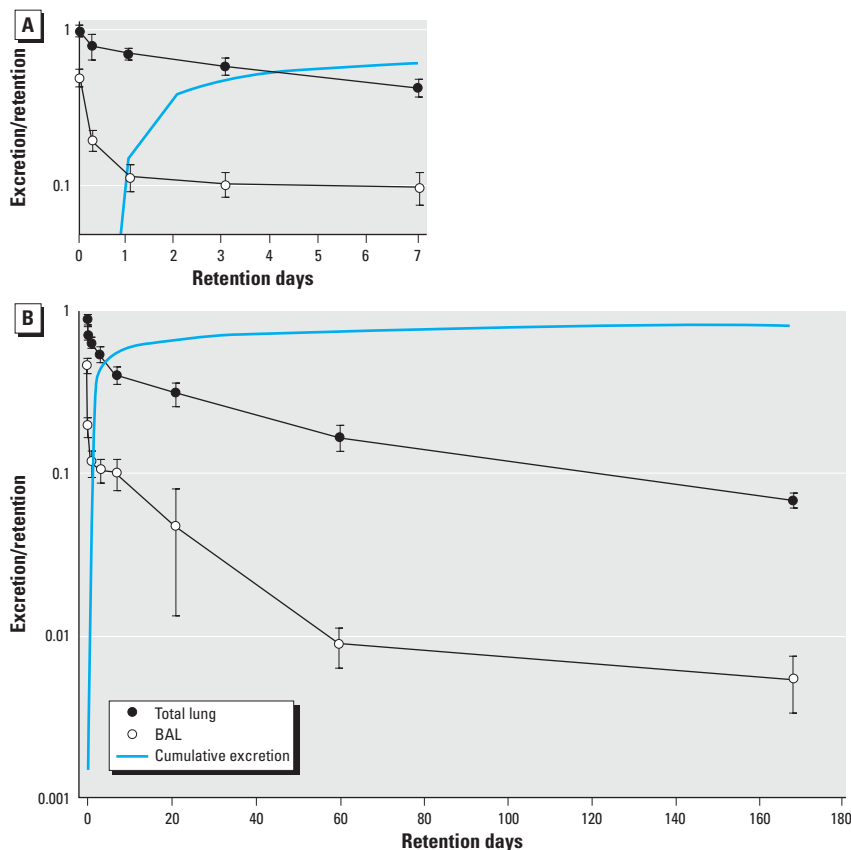 A
1
0.1
Excretion/retention
0 1 2 3 4 5 6 7
Retention days
B
1
0.1
0.01
0.001
Excretion/retention
Total lung
BAL
Cumulative excretion
0 20 40 60 80 100 120 140 160 180
Retention days